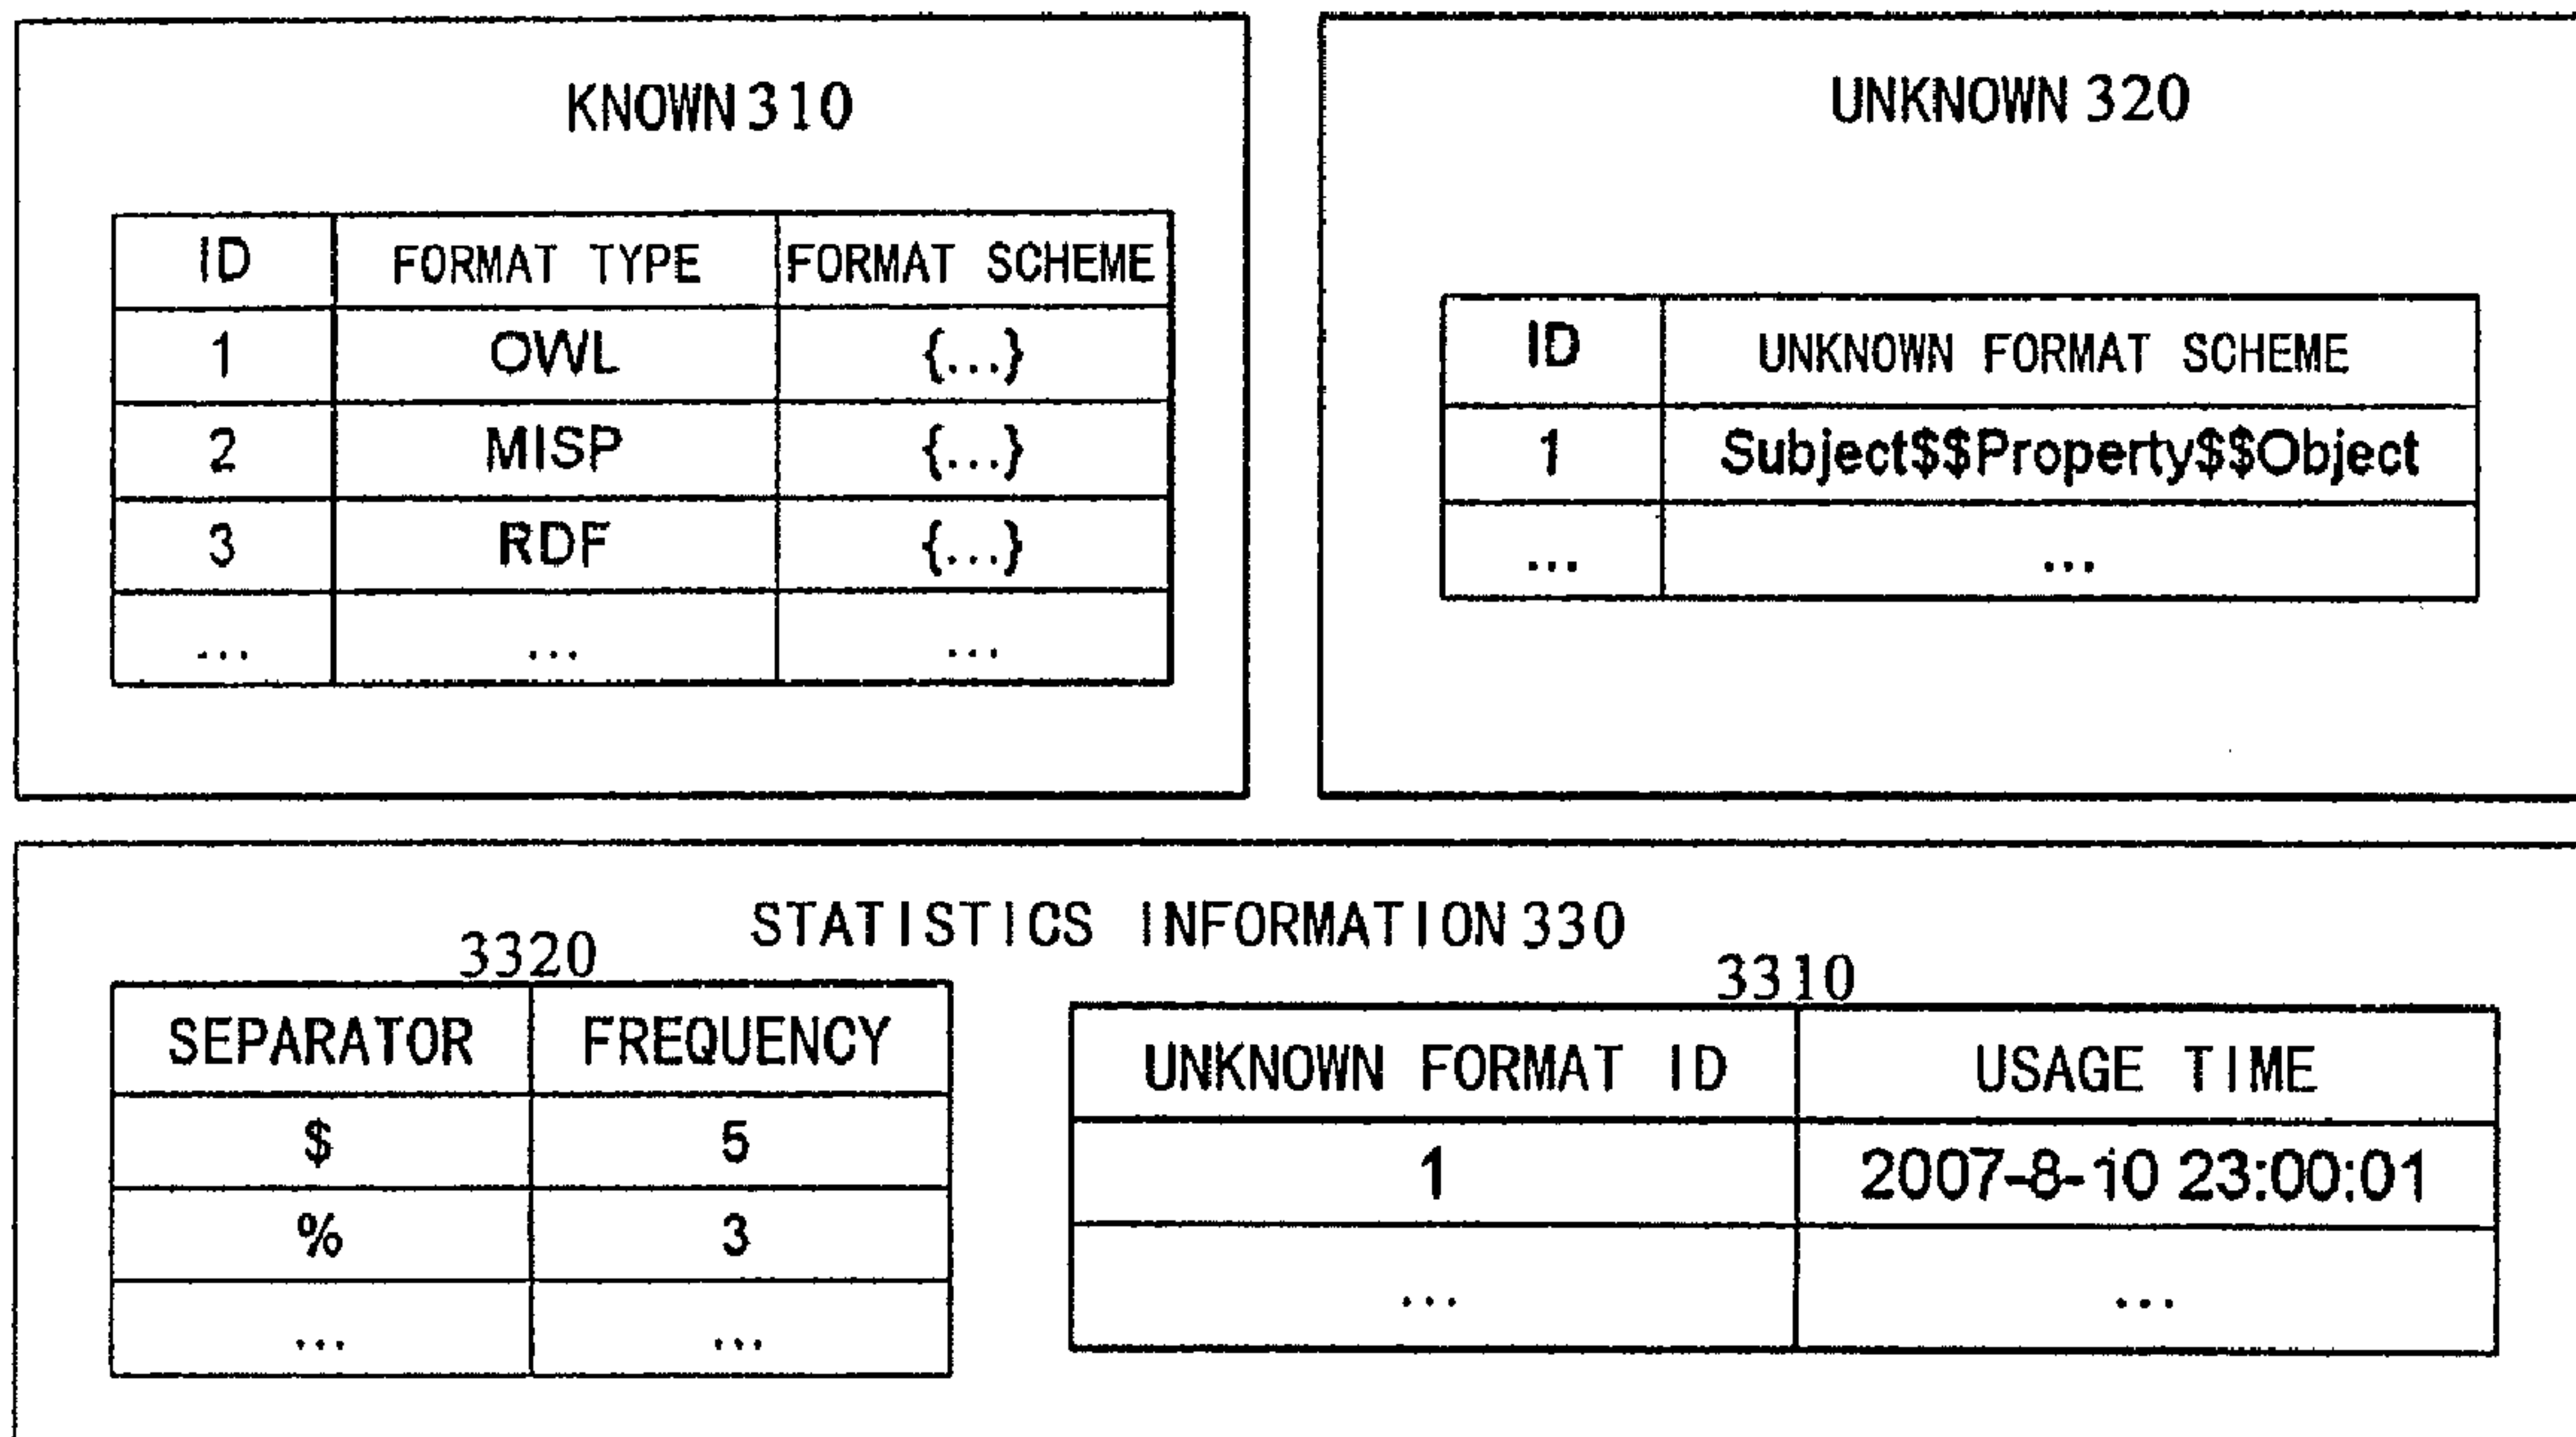 KNOWN 310
ID FORMAT TYPE FORMAT SCHEME
1 OWL {...}
2 MISP {...}
3 RDF {...}
... ... ...
UNKNOWN 320
ID UNKNOWN FORMAT SCHEME
1 Subject$$Property$$Object
... ...
STATISTICS INFORMATION 330
3320
SEPARATOR FREQUENCY
$ 5
% 3
... ...
3310
UNKNOWN FORMAT ID USAGE TIME
1 2007-8-10 23:00:01
... ...